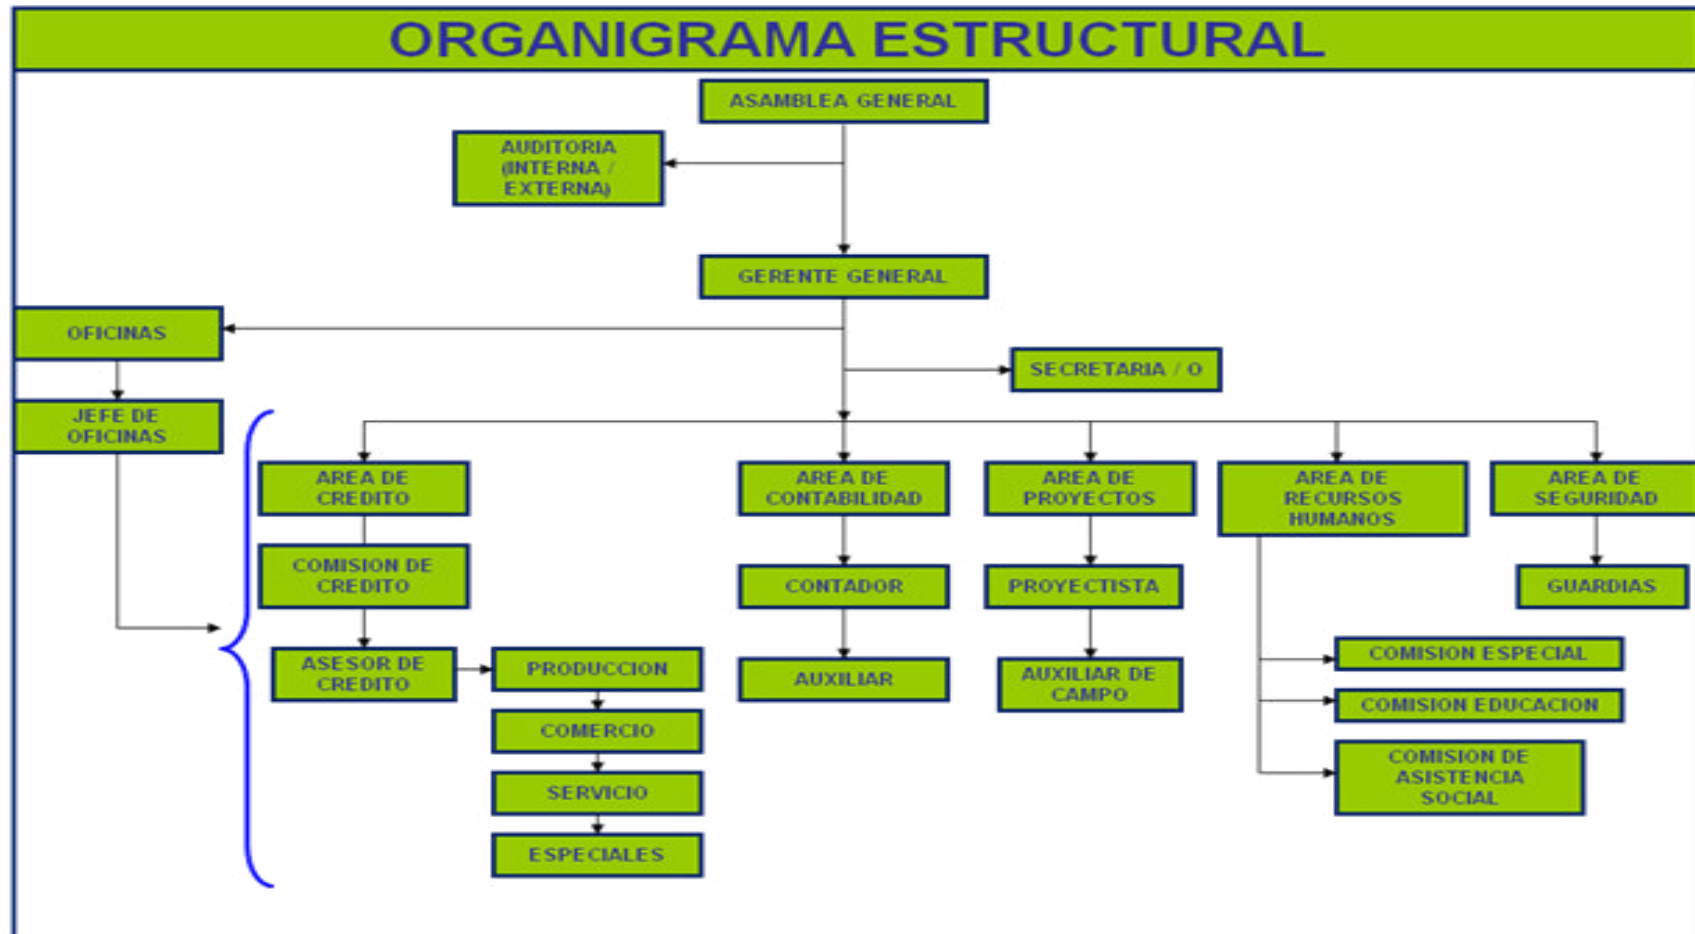 ORGANIGRAMA ESTRUCTURAL
ASAMBLEA GENERAL
AUDITORIA
(INTERNA /
EXTERNA)
GERENTE GENERAL
OFICINAS
SECRETARIA / O
JEFE DE
OFICINAS
AREA DE
CREDITO
AREA DE
CONTABILIDAD
AREA DE
PROYECTOS
AREA DE
RECURSOS
HUMANOS
AREA DE
SEGURIDAD
COMISION DE
CREDITO
CONTADOR
PROYECTISTA
GUARDIAS
ASESOR DE
CREDITO
PRODUCCION
AUXILIAR
AUXILIAR DE
CAMPO
COMISION ESPECIAL
COMISION EDUCACION
COMISION DE
ASISTENCIA
SOCIAL
COMERCIO
SERVICIO
ESPECIALES